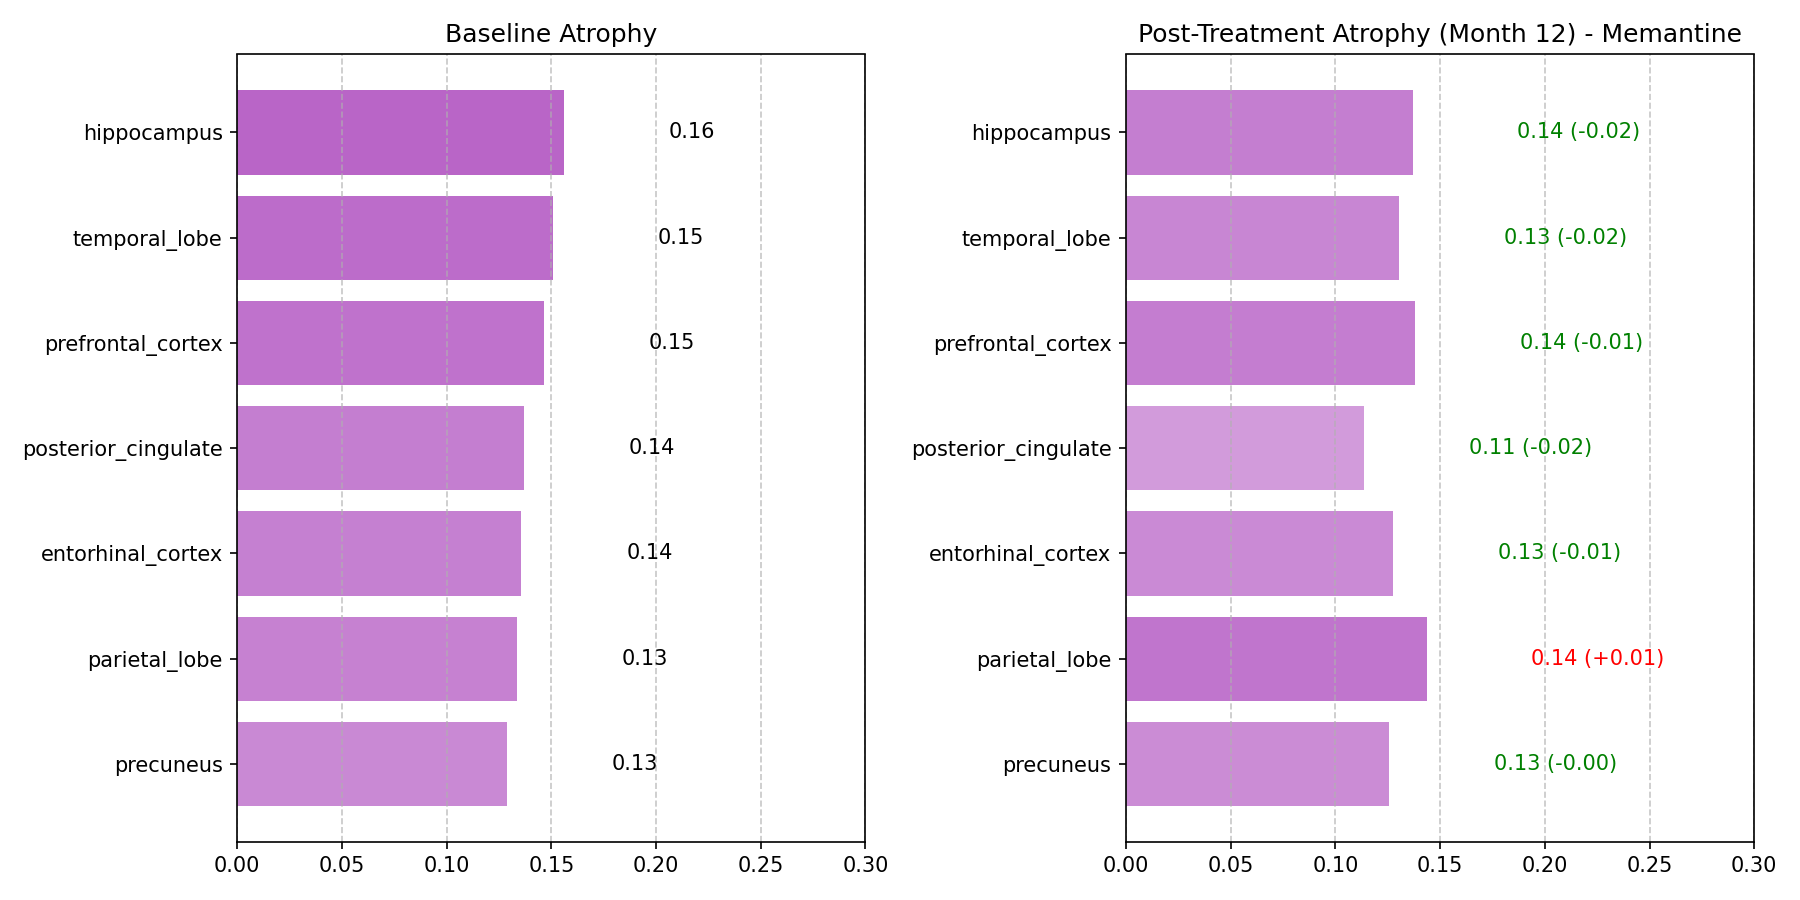 Baseline Atrophy
hippocampus 0.16
temporal_lobe 0.15
prefrontal_cortex 0.15
posterior_cingulate 0.14
entorhinal_cortex 0.14
parietal_lobe 0.13
precuneus 0.13
0.00 0.05 0.10 0.15 0.20 0.25 0.30
Post-Treatment Atrophy (Month 12) - Memantine
hippocampus 0.14 (-0.02)
temporal_lobe 0.13 (-0.02)
prefrontal_cortex 0.14 (-0.01)
posterior_cingulate 0.11 (-0.02)
entorhinal_cortex 0.13 (-0.01)
parietal_lobe 0.14 (+0.01)
precuneus 0.13 (-0.00)
0.00 0.05 0.10 0.15 0.20 0.25 0.30